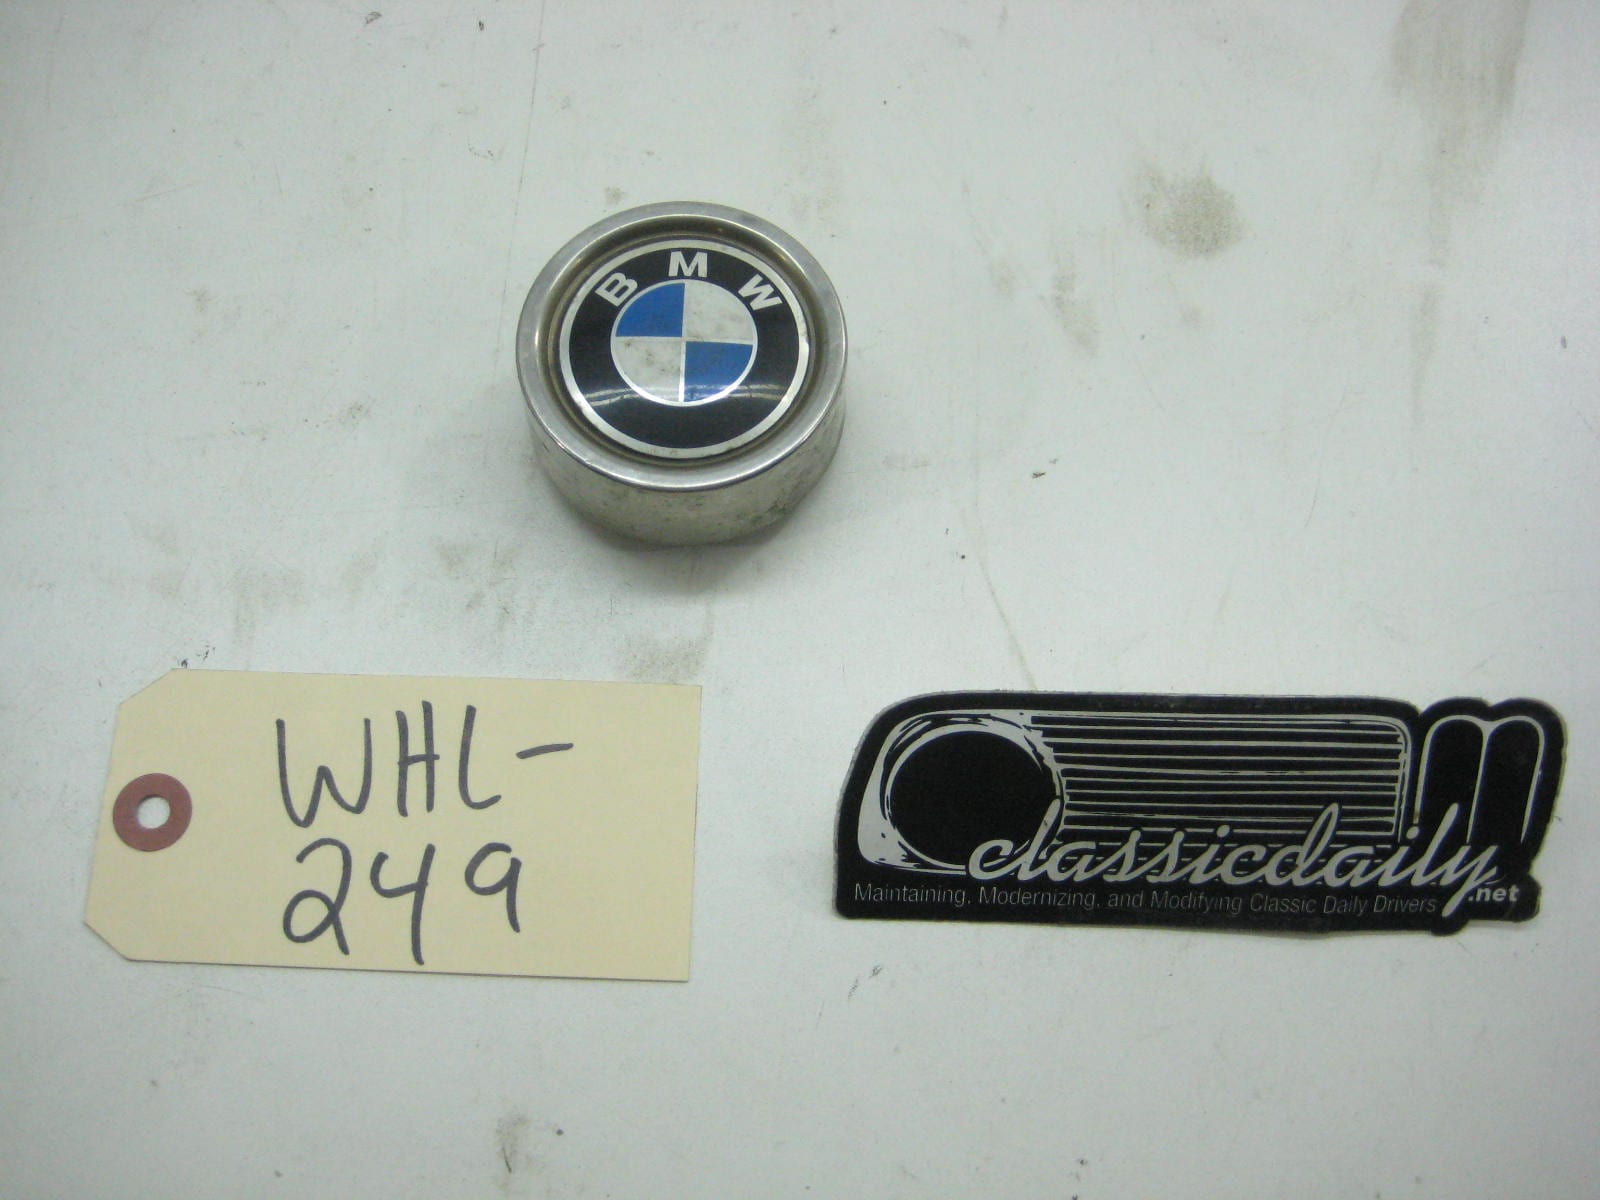 BMW
WHL-
249
classicdaily.net
Maintaining, Modernizing, and Modifying Classic Daily Drivers